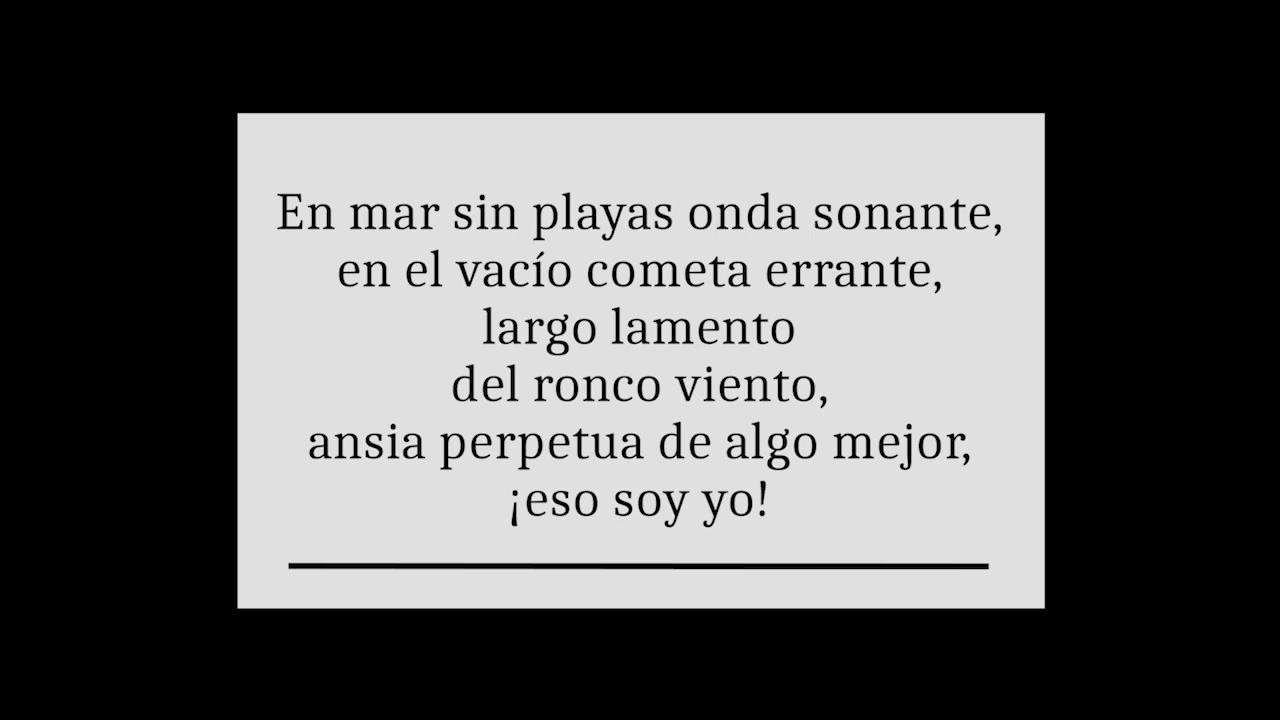 En mar sin playas onda sonante,
en el vacío cometa errante,
largo lamento
del ronco viento,
ansia perpetua de algo mejor,
¡eso soy yo!